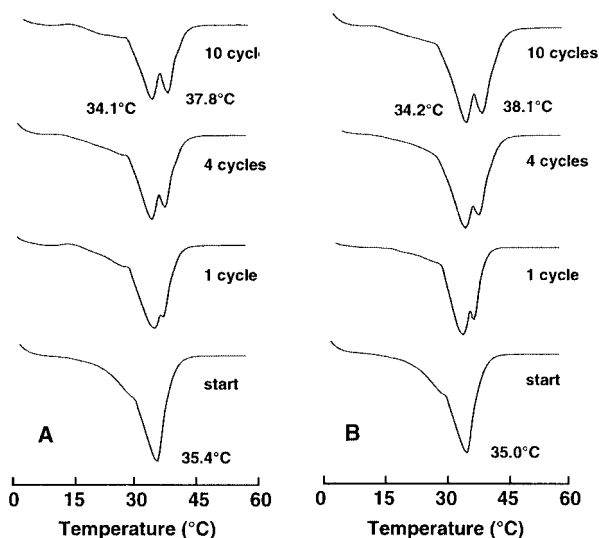 10 cycl
37.8°C
34.1°C
4 cycles
1 cycle
start
A
35.4°C
0 15 30 45 60
Temperature (°C)
10 cycles
34.2°C 38.1°C
4 cycles
1 cycle
start
B
35.0°C
0 15 30 45 60
Temperature (°C)